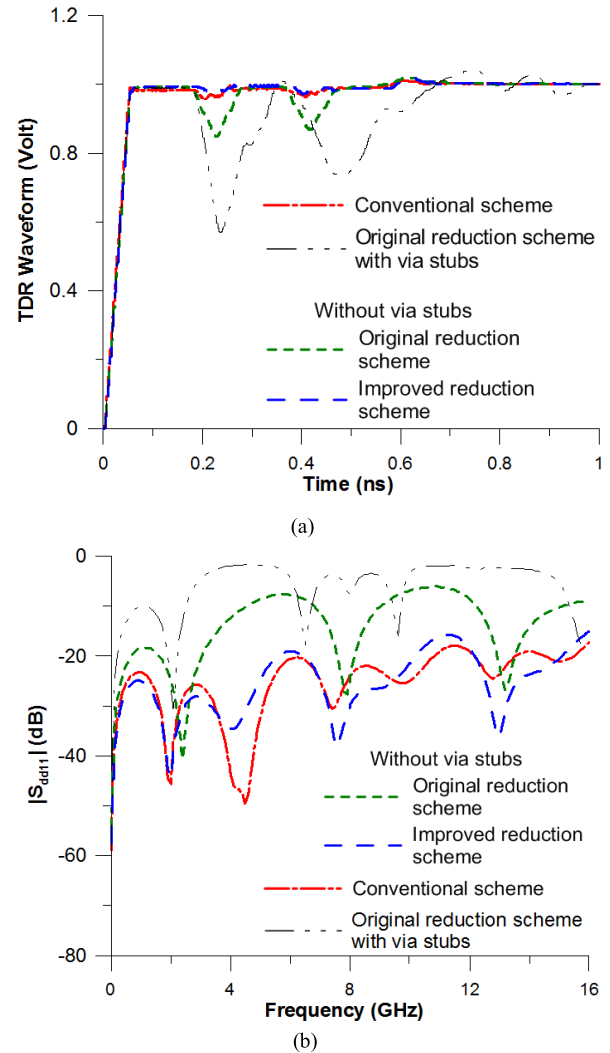 1.2
0.8
0.4
0
TDR Waveform (Volt)
Conventional scheme
Original reduction scheme
with via stubs
Without via stubs
Original reduction
scheme
Improved reduction
scheme
0 0.2 0.4 0.6 0.8 1
Time (ns)
(a)
0
-20
-40
-60
-80
|Sdd11| (dB)
Without via stubs
Original reduction
scheme
Improved reduction
scheme
Conventional scheme
Original reduction scheme
with via stubs
0 4 8 12 16
Frequency (GHz)
(b)